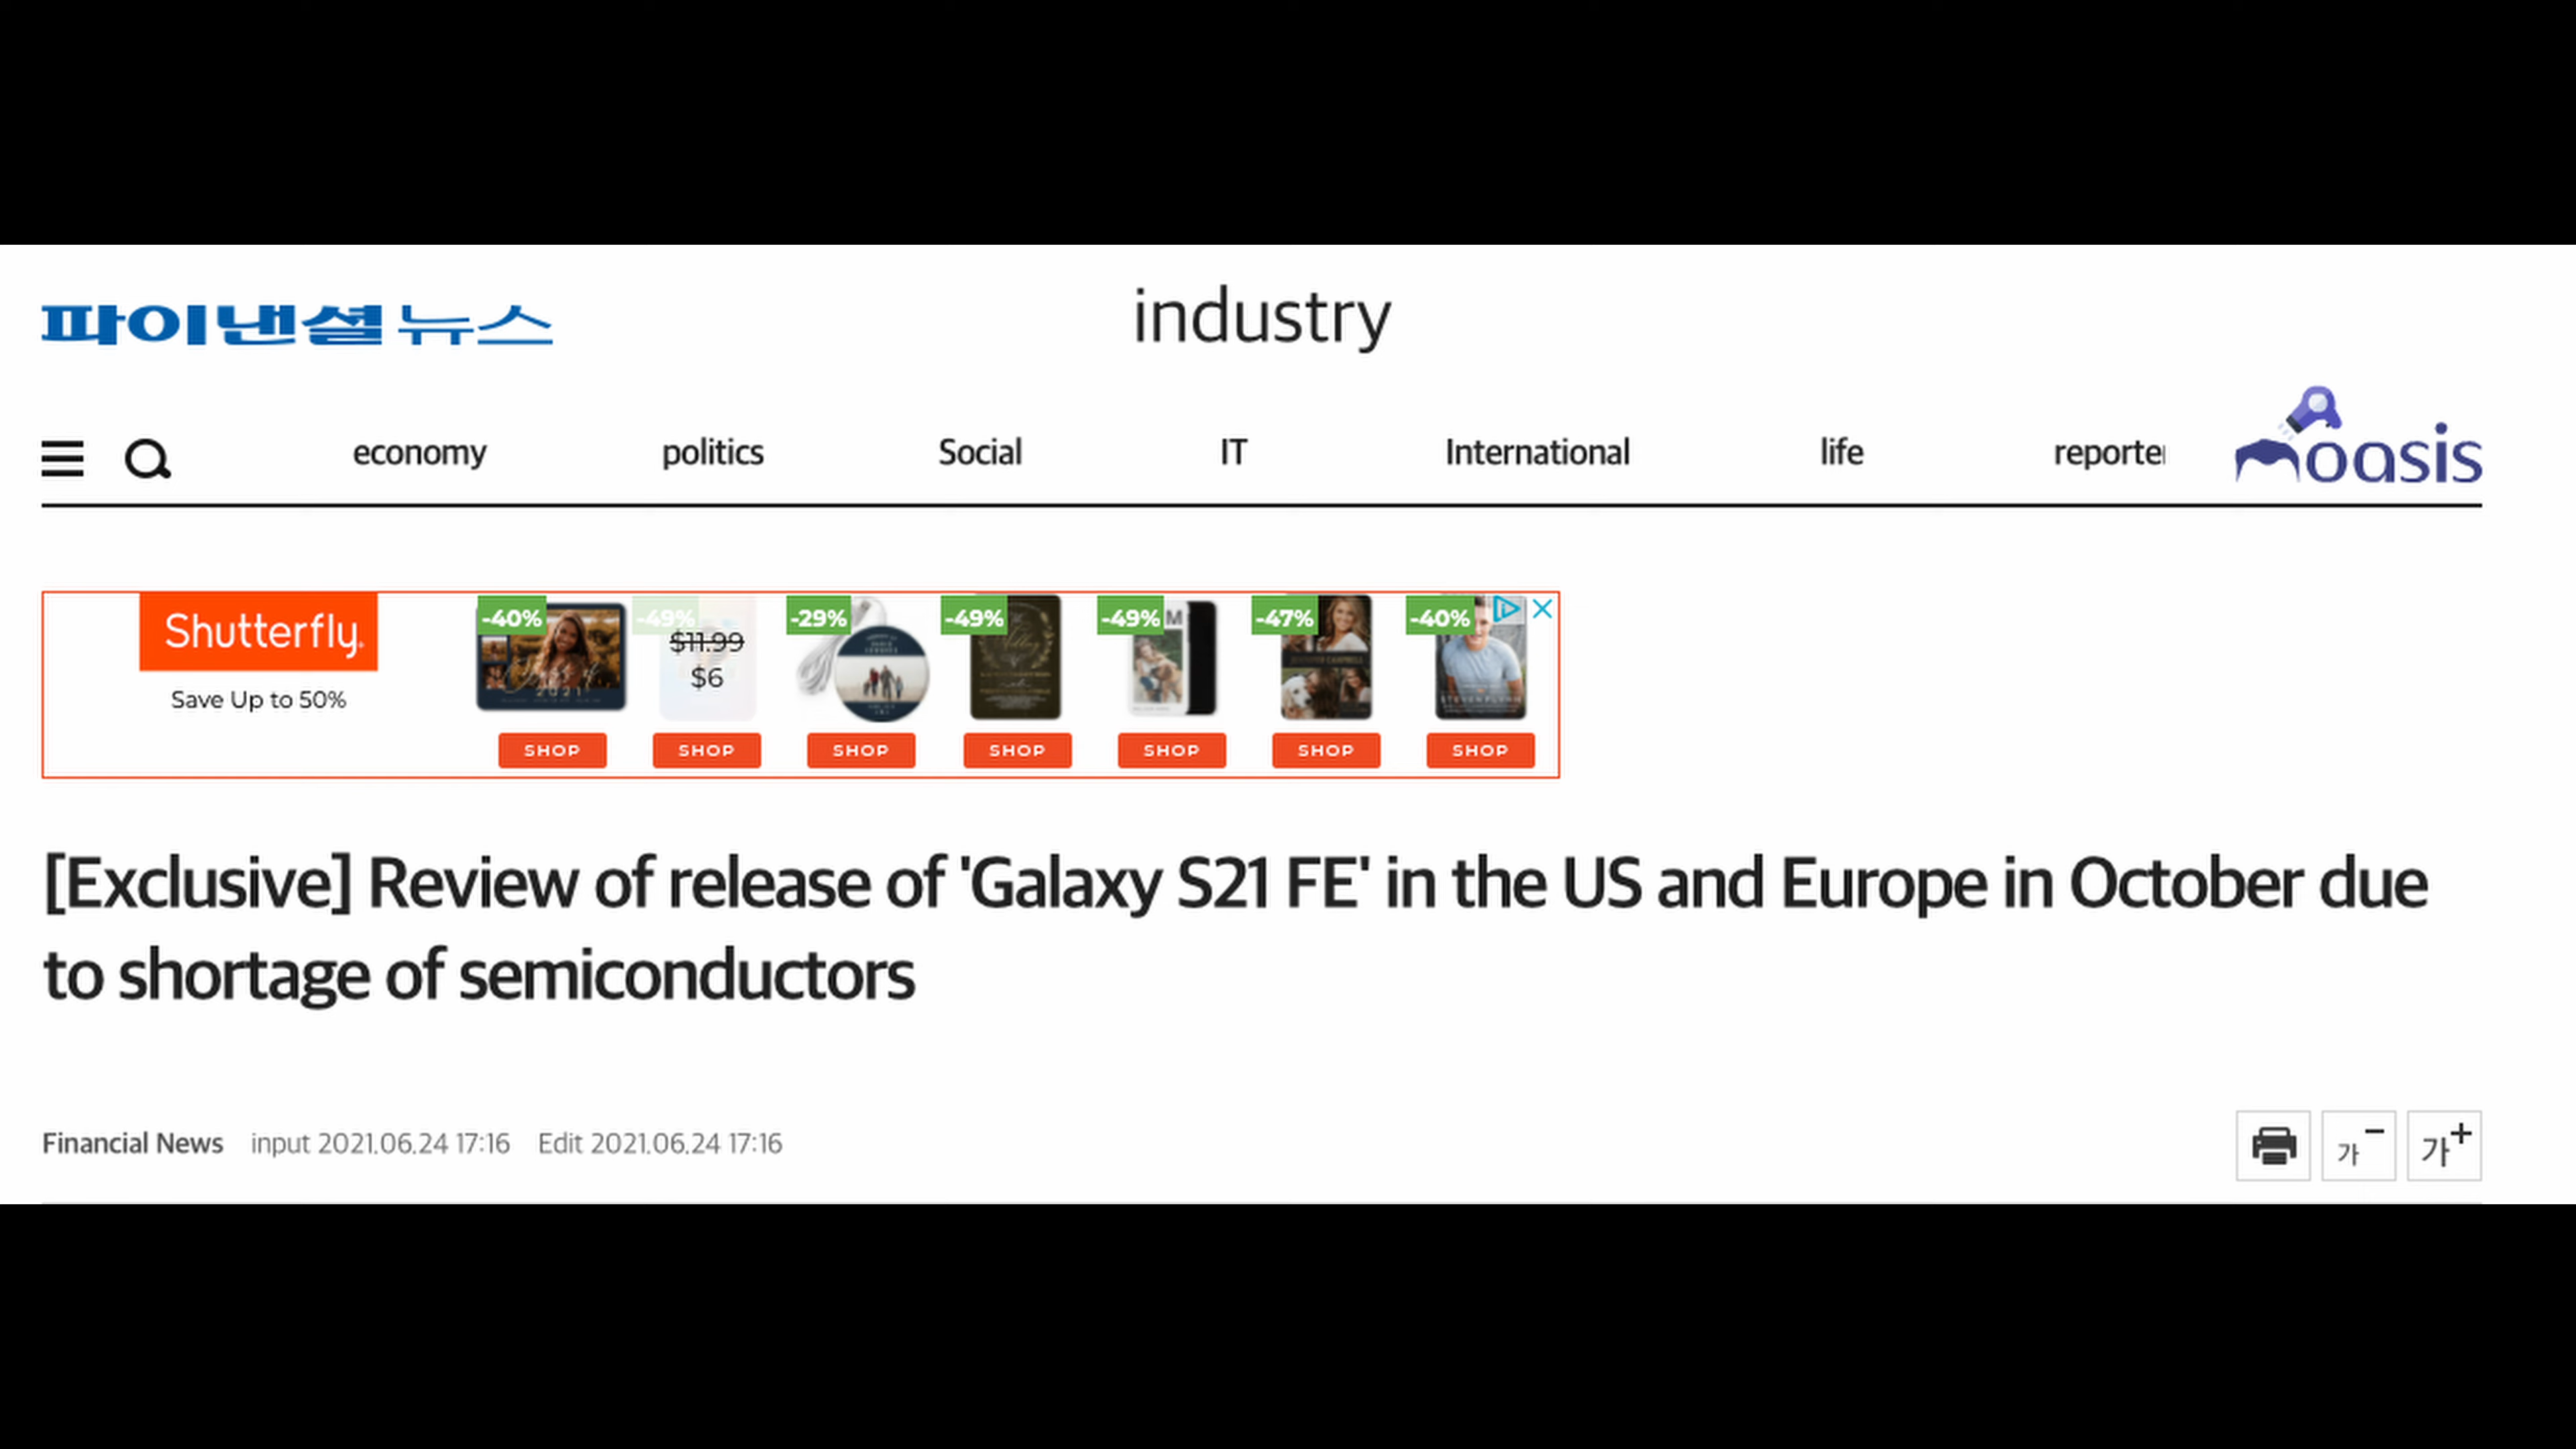 파이낸셜뉴스
industry
economy politics Social IT International life reporte
oasis
Shutterfly.
Save Up to 50%
-40% -49% -29% -49% -49% -47% -40%
$11.99
$6
2021
M
SHOP SHOP SHOP SHOP SHOP SHOP SHOP
[Exclusive] Review of release of 'Galaxy S21 FE' in the US and Europe in October due
to shortage of semiconductors
Financial News input 2021.06.24 17:16 Edit 2021.06.24 17:16
가- 가+